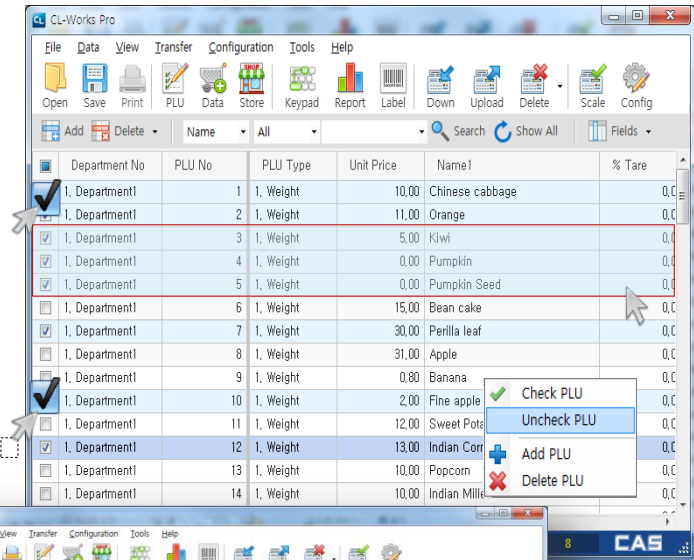 CL CL-Works Pro
File Data View Transfer Configuration Tools Help
SHOP
Open Save Print PLU Data Store Keypad Report Label Down Upload Delete Scale Config
Add Delete Name All Search Show All Fields
Department No PLU No PLU Type Unit Price Name1 % Tare
1, Department1 1 1, Weight 10,00 Chinese cabbage 0,0
1, Department1 2 1, Weight 11,00 Orange 0,0
1, Department1 3 1, Weight 5,00 Kiwi 0,0
1, Department1 4 1, Weight 0,00 Pumpkin 0,0
1, Department1 5 1, Weight 0,00 Pumpkin Seed 0,0
1, Department1 6 1, Weight 15,00 Bean cake 0,0
1, Department1 7 1, Weight 30,00 Perilla leaf 0,0
1, Department1 8 1, Weight 31,00 Apple 0,0
1, Department1 9 1, Weight 0,80 Banana 0,0
1, Department1 10 1, Weight 2,00 Fine apple 0,0
1, Department1 11 1, Weight 12,00 Sweet Pota 0,0
1, Department1 12 1, Weight 13,00 Indian Corn 0,0
1, Department1 13 1, Weight 10,00 Popcorn 0,0
1, Department1 14 1, Weight 10,00 Indian Mille 0,0
Check PLU
Uncheck PLU
Add PLU
Delete PLU
View Transfer Configuration Tools Help
8 CAS